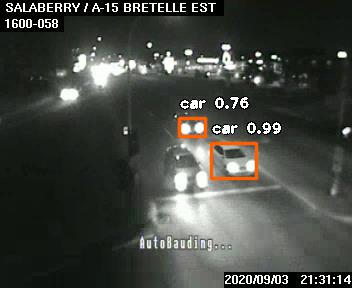 SALABERRY / A-15 BRETELLE EST
1600-058
car 0.76
car 0.99
AutoBauding...
2020/09/03 21:31:14